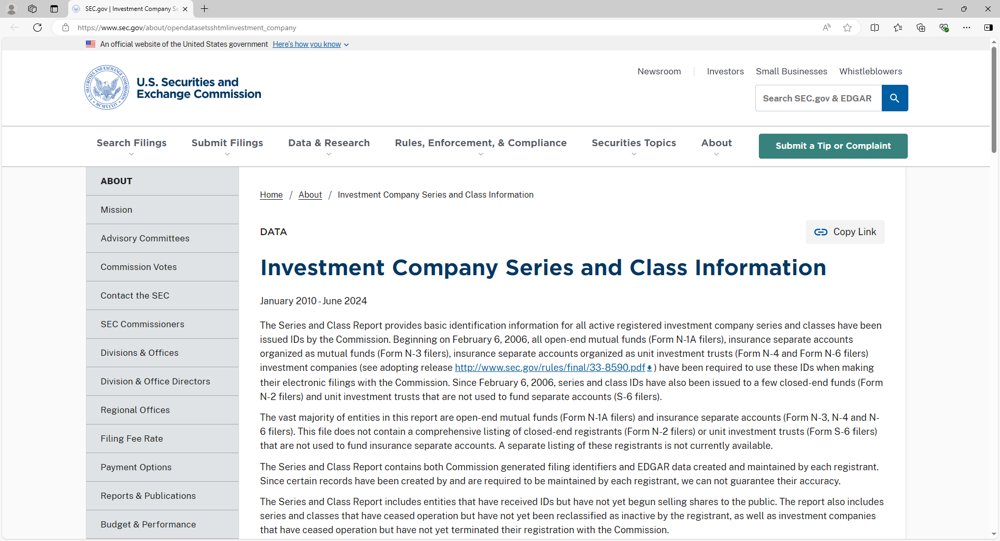 SEC.gov | Investment Company Se
https://www.sec.gov/about/opendatasetsshtmlinvestment_company
An official website of the United States government Here's how you know
U.S. SECURITIES AND EXCHANGE COMMISSION
MCMXXXIV
U.S. Securities and
Exchange Commission
Newsroom
Investors
Small Businesses
Whistleblowers
Search SEC.gov & EDGAR
Search Filings
Submit Filings
Data & Research
Rules, Enforcement, & Compliance
Securities Topics
About
Submit a Tip or Complaint
ABOUT
Mission
Advisory Committees
Commission Votes
Contact the SEC
SEC Commissioners
Divisions & Offices
Division & Office Directors
Regional Offices
Filing Fee Rate
Payment Options
Reports & Publications
Budget & Performance
Home / About / Investment Company Series and Class Information
DATA
Copy Link
Investment Company Series and Class Information
January 2010 - June 2024
The Series and Class Report provides basic identification information for all active registered investment company series and classes have been
issued IDs by the Commission. Beginning on February 6, 2006, all open-end mutual funds (Form N-1A filers), insurance separate accounts
organized as mutual funds (Form N-3 filers), insurance separate accounts organized as unit investment trusts (Form N-4 and Form N-6 filers)
investment companies (see adopting release http://www.sec.gov/rules/final/33-8590.pdf) have been required to use these IDs when making
their electronic filings with the Commission. Since February 6, 2006, series and class IDs have also been issued to a few closed-end funds (Form
N-2 filers) and unit investment trusts that are not used to fund separate accounts (S-6 filers).
The vast majority of entities in this report are open-end mutual funds (Form N-1A filers) and insurance separate accounts (Form N-3, N-4 and N-
6 filers). This file does not contain a comprehensive listing of closed-end registrants (Form N-2 filers) or unit investment trusts (Form S-6 filers)
that are not used to fund insurance separate accounts. A separate listing of these registrants is not currently available.
The Series and Class Report contains both Commission generated filing identifiers and EDGAR data created and maintained by each registrant.
Since certain records have been created by and are required to be maintained by each registrant, we can not guarantee their accuracy.
The Series and Class Report includes entities that have received IDs but have not yet begun selling shares to the public. The report also includes
series and classes that have ceased operation but have not yet been reclassified as inactive by the registrant, as well as investment companies
that have ceased operation but have not yet terminated their registration with the Commission.